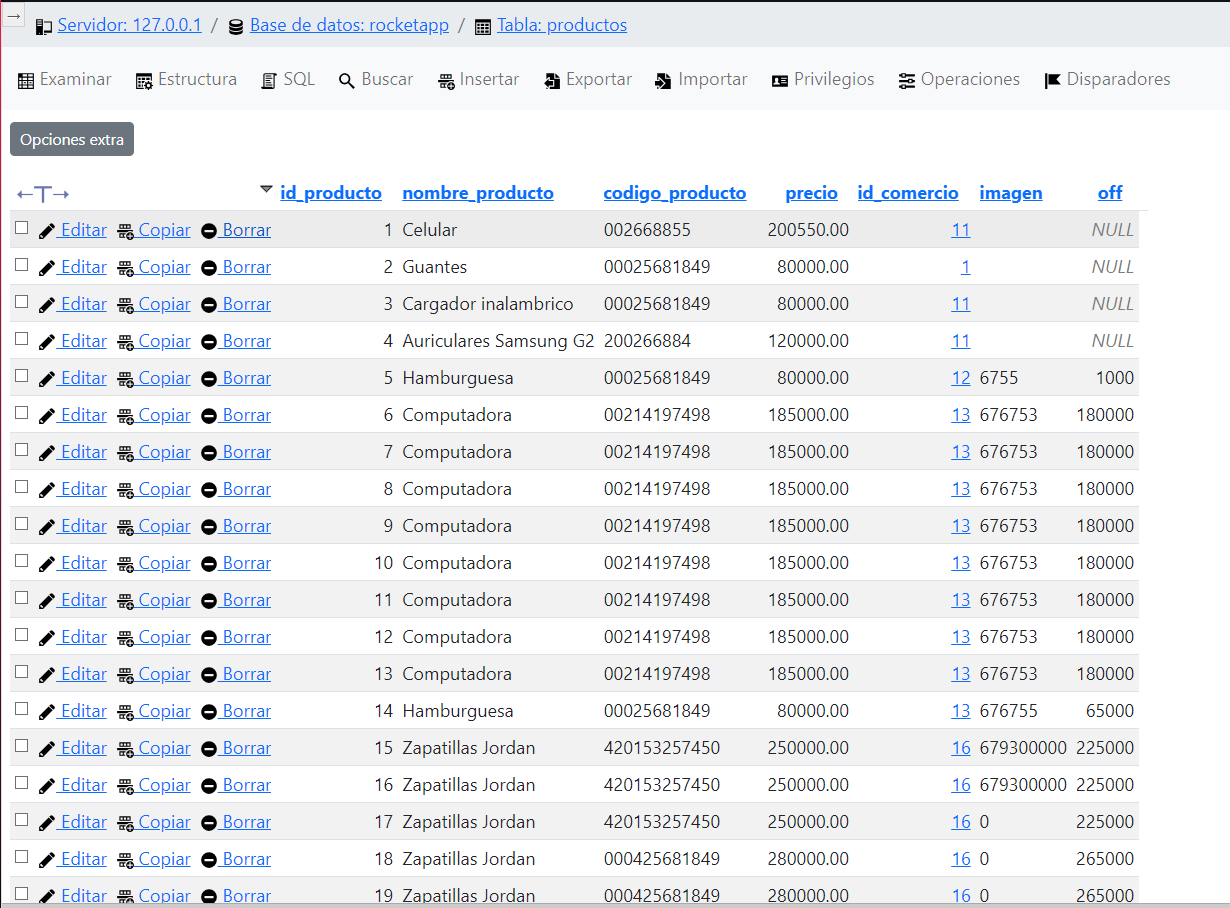 Servidor: 127.0.0.1 / Base de datos: rocketapp / Tabla: productos
Examinar Estructura SQL Buscar Insertar Exportar Importar Privilegios Operaciones Disparadores
Opciones extra
←T→ id_producto nombre_producto codigo_producto precio id_comercio imagen off
Editar Copiar Borrar 1 Celular 002668855 200550.00 11 NULL
Editar Copiar Borrar 2 Guantes 00025681849 80000.00 1 NULL
Editar Copiar Borrar 3 Cargador inalambrico 00025681849 80000.00 11 NULL
Editar Copiar Borrar 4 Auriculares Samsung G2 200266884 120000.00 11 NULL
Editar Copiar Borrar 5 Hamburguesa 00025681849 80000.00 12 6755 1000
Editar Copiar Borrar 6 Computadora 00214197498 185000.00 13 676753 180000
Editar Copiar Borrar 7 Computadora 00214197498 185000.00 13 676753 180000
Editar Copiar Borrar 8 Computadora 00214197498 185000.00 13 676753 180000
Editar Copiar Borrar 9 Computadora 00214197498 185000.00 13 676753 180000
Editar Copiar Borrar 10 Computadora 00214197498 185000.00 13 676753 180000
Editar Copiar Borrar 11 Computadora 00214197498 185000.00 13 676753 180000
Editar Copiar Borrar 12 Computadora 00214197498 185000.00 13 676753 180000
Editar Copiar Borrar 13 Computadora 00214197498 185000.00 13 676753 180000
Editar Copiar Borrar 14 Hamburguesa 00025681849 80000.00 13 676755 65000
Editar Copiar Borrar 15 Zapatillas Jordan 420153257450 250000.00 16 679300000 225000
Editar Copiar Borrar 16 Zapatillas Jordan 420153257450 250000.00 16 679300000 225000
Editar Copiar Borrar 17 Zapatillas Jordan 420153257450 250000.00 16 0 225000
Editar Copiar Borrar 18 Zapatillas Jordan 000425681849 280000.00 16 0 265000
Editar Copiar Borrar 19 Zapatillas Jordan 000425681849 280000.00 16 0 265000